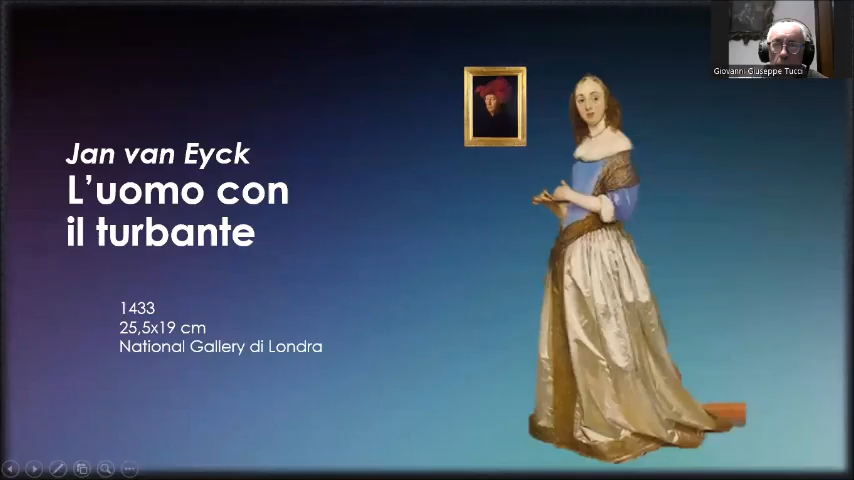 Giovanni Giuseppe Tucci
Jan van Eyck
L'uomo con
il turbante
1433
25,5x19 cm
National Gallery di Londra